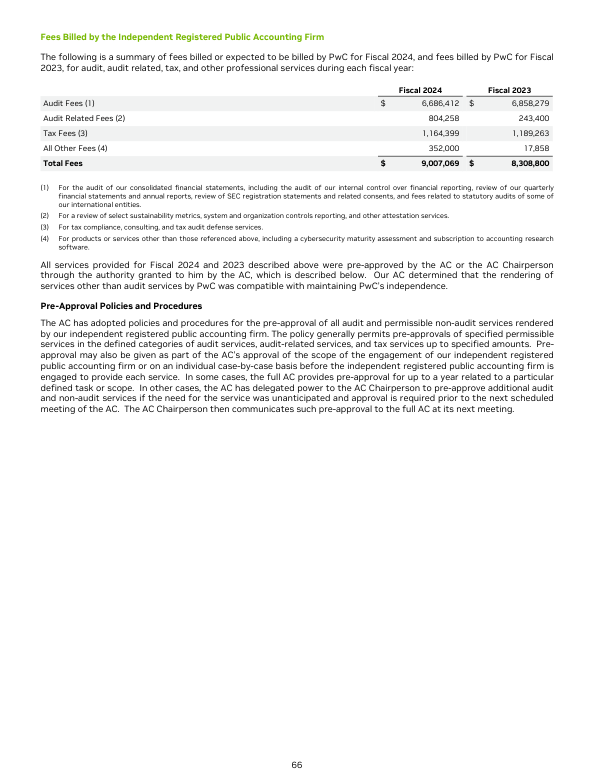 Fees Billed by the Independent Registered Public Accounting Firm
The following is a summary of fees billed or expected to be billed by PwC for Fiscal 2024, and fees billed by PwC for Fiscal
2023, for audit, audit related, tax, and other professional services during each fiscal year:
Fiscal 2024 Fiscal 2023
Audit Fees (1) $ 6,686,412 $ 6,858,279
Audit Related Fees (2) 804,258 243,400
Tax Fees (3) 1,164,399 1,189,263
All Other Fees (4) 352,000 17,858
Total Fees $ 9,007,069 $ 8,308,800
(1) For the audit of our consolidated financial statements, including the audit of our internal control over financial reporting, review of our quarterly
financial statements and annual reports, review of SEC registration statements and related consents, and fees related to statutory audits of some of
our international entities.
(2) For a review of select sustainability metrics, system and organization controls reporting, and other attestation services.
(3) For tax compliance, consulting, and tax audit defense services.
(4) For products or services other than those referenced above, including a cybersecurity maturity assessment and subscription to accounting research
software.
All services provided for Fiscal 2024 and 2023 described above were pre-approved by the AC or the AC Chairperson
through the authority granted to him by the AC, which is described below. Our AC determined that the rendering of
services other than audit services by PwC was compatible with maintaining PwC's independence.
Pre-Approval Policies and Procedures
The AC has adopted policies and procedures for the pre-approval of all audit and permissible non-audit services rendered
by our independent registered public accounting firm. The policy generally permits pre-approvals of specified permissible
services in the defined categories of audit services, audit-related services, and tax services up to specified amounts. Pre-
approval may also be given as part of the AC's approval of the scope of the engagement of our independent registered
public accounting firm or on an individual case-by-case basis before the independent registered public accounting firm is
engaged to provide each service. In some cases, the full AC provides pre-approval for up to a year related to a particular
defined task or scope. In other cases, the AC has delegated power to the AC Chairperson to pre-approve additional audit
and non-audit services if the need for the service was unanticipated and approval is required prior to the next scheduled
meeting of the AC. The AC Chairperson then communicates such pre-approval to the full AC at its next meeting.
66